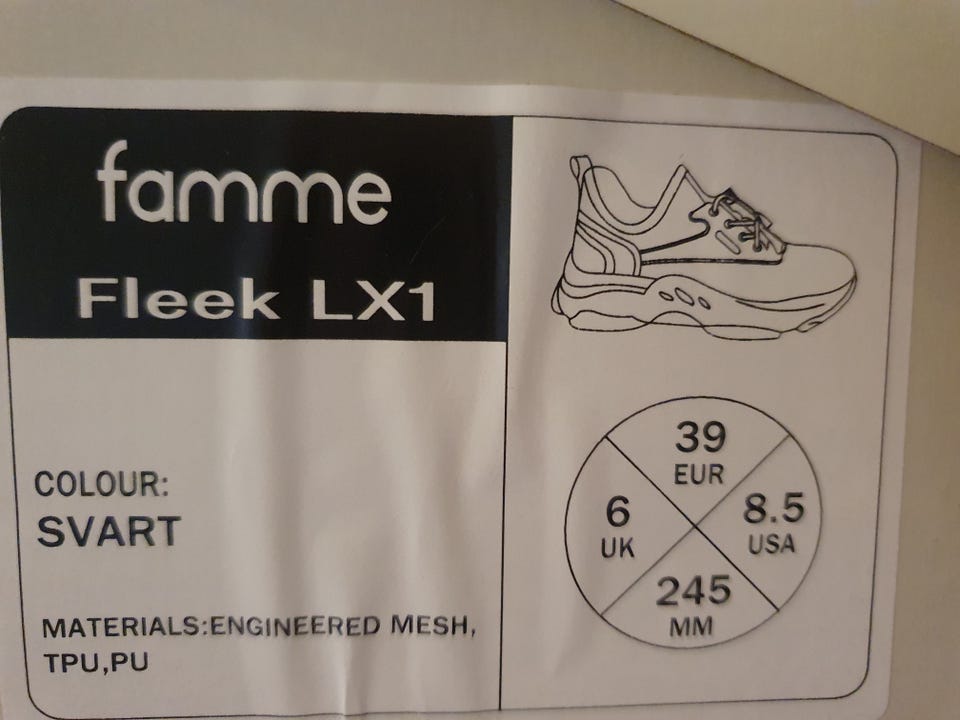 famme
Fleek LX1
COLOUR:
SVART
MATERIALS:ENGINEERED MESH,
TPU,PU
39
EUR
6
UK
8.5
USA
245
MM